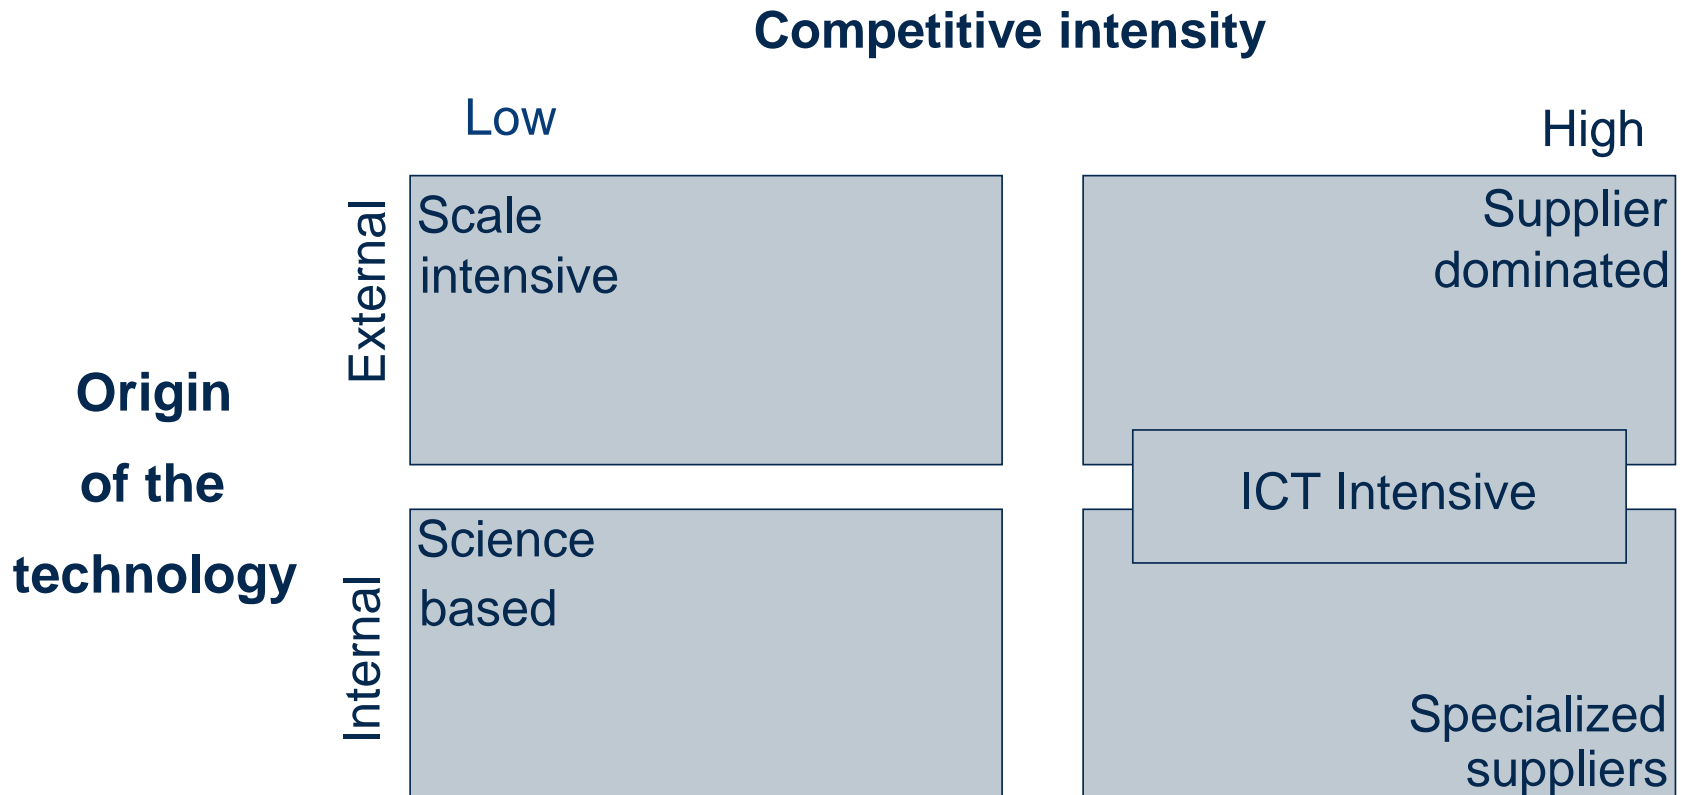 Competitive intensity
Low
High
External
Scale
intensive
Supplier
dominated
Origin
of the
technology
ICT Intensive
Internal
Science
based
Specialized
suppliers